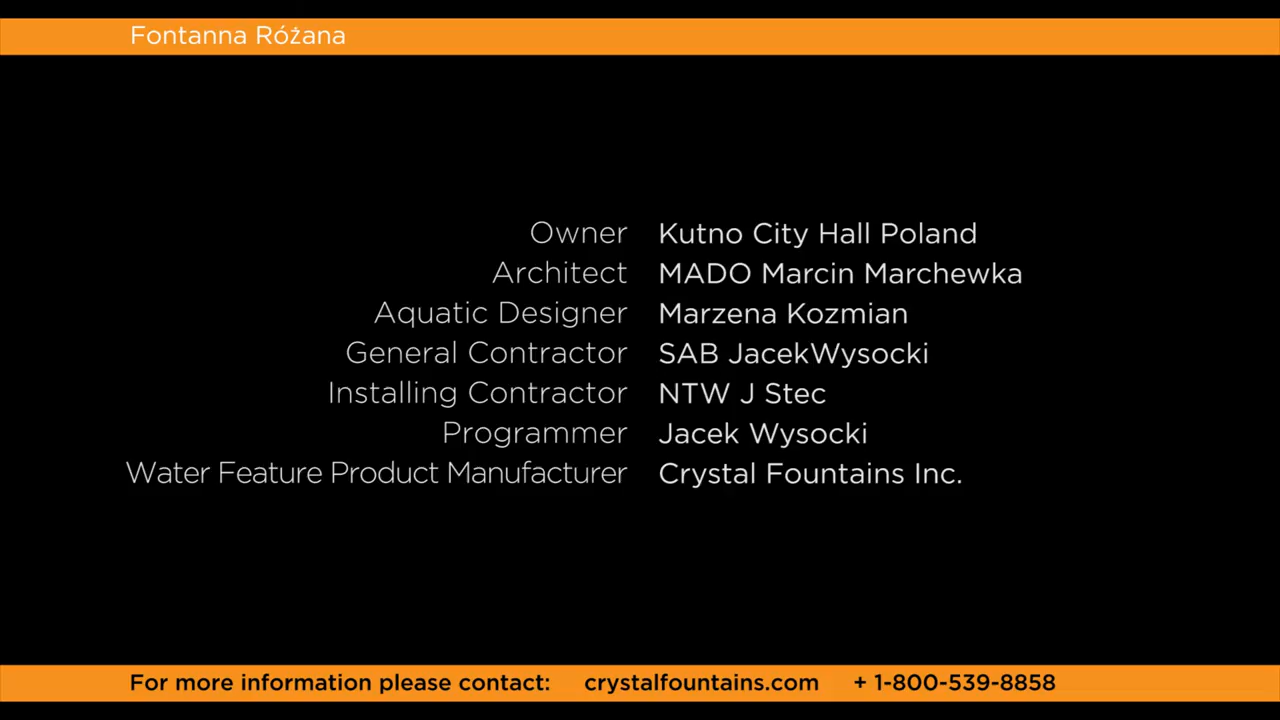 Fontanna Różana
Owner Kutno City Hall Poland
Architect MADO Marcin Marchewka
Aquatic Designer Marzena Kozmian
General Contractor SAB JacekWysocki
Installing Contractor NTW J Stec
Programmer Jacek Wysocki
Water Feature Product Manufacturer Crystal Fountains Inc.
For more information please contact: crystalfountains.com + 1-800-539-8858